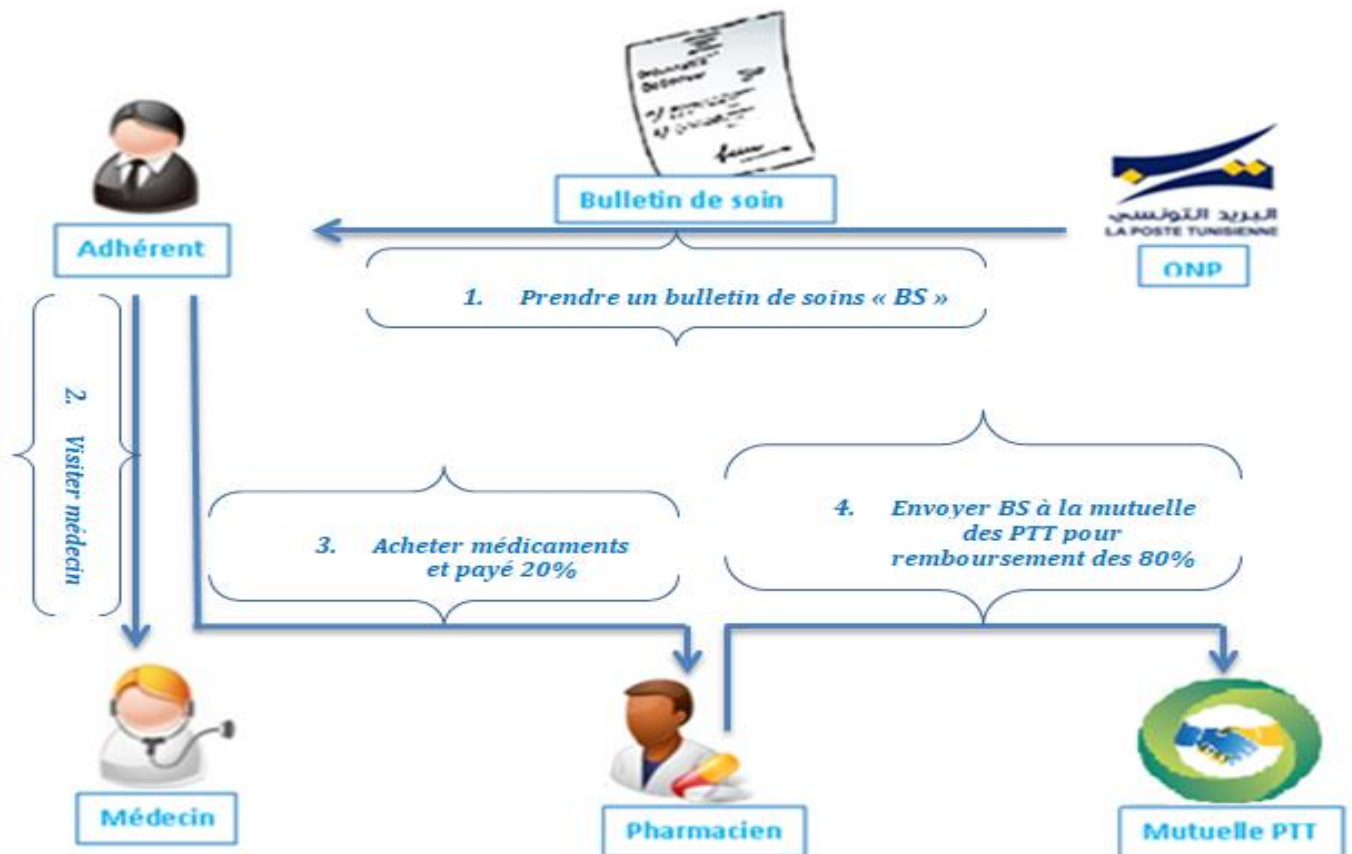 Bulletin de soin
البريد التونسي
LA POSTE TUNISIENNE
Adhérent
ONP
1. Prendre un bulletin de soins « BS »
2. Visiter médecin
3. Acheter médicaments
et payé 20%
4. Envoyer BS à la mutuelle
des PTT pour
remboursement des 80%
Médecin
Pharmacien
Mutuelle PTT